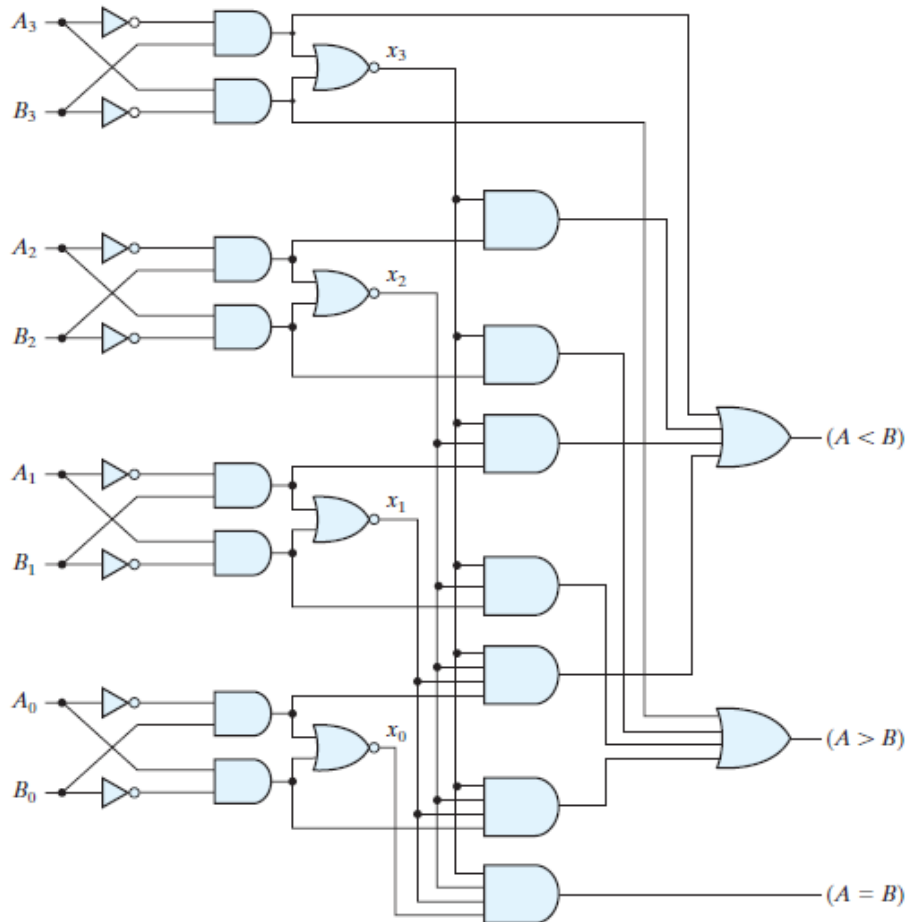 A₃
x₃
B₃
A₂
x₂
B₂
(A < B)
A₁
x₁
B₁
A₀
x₀
(A > B)
B₀
(A = B)